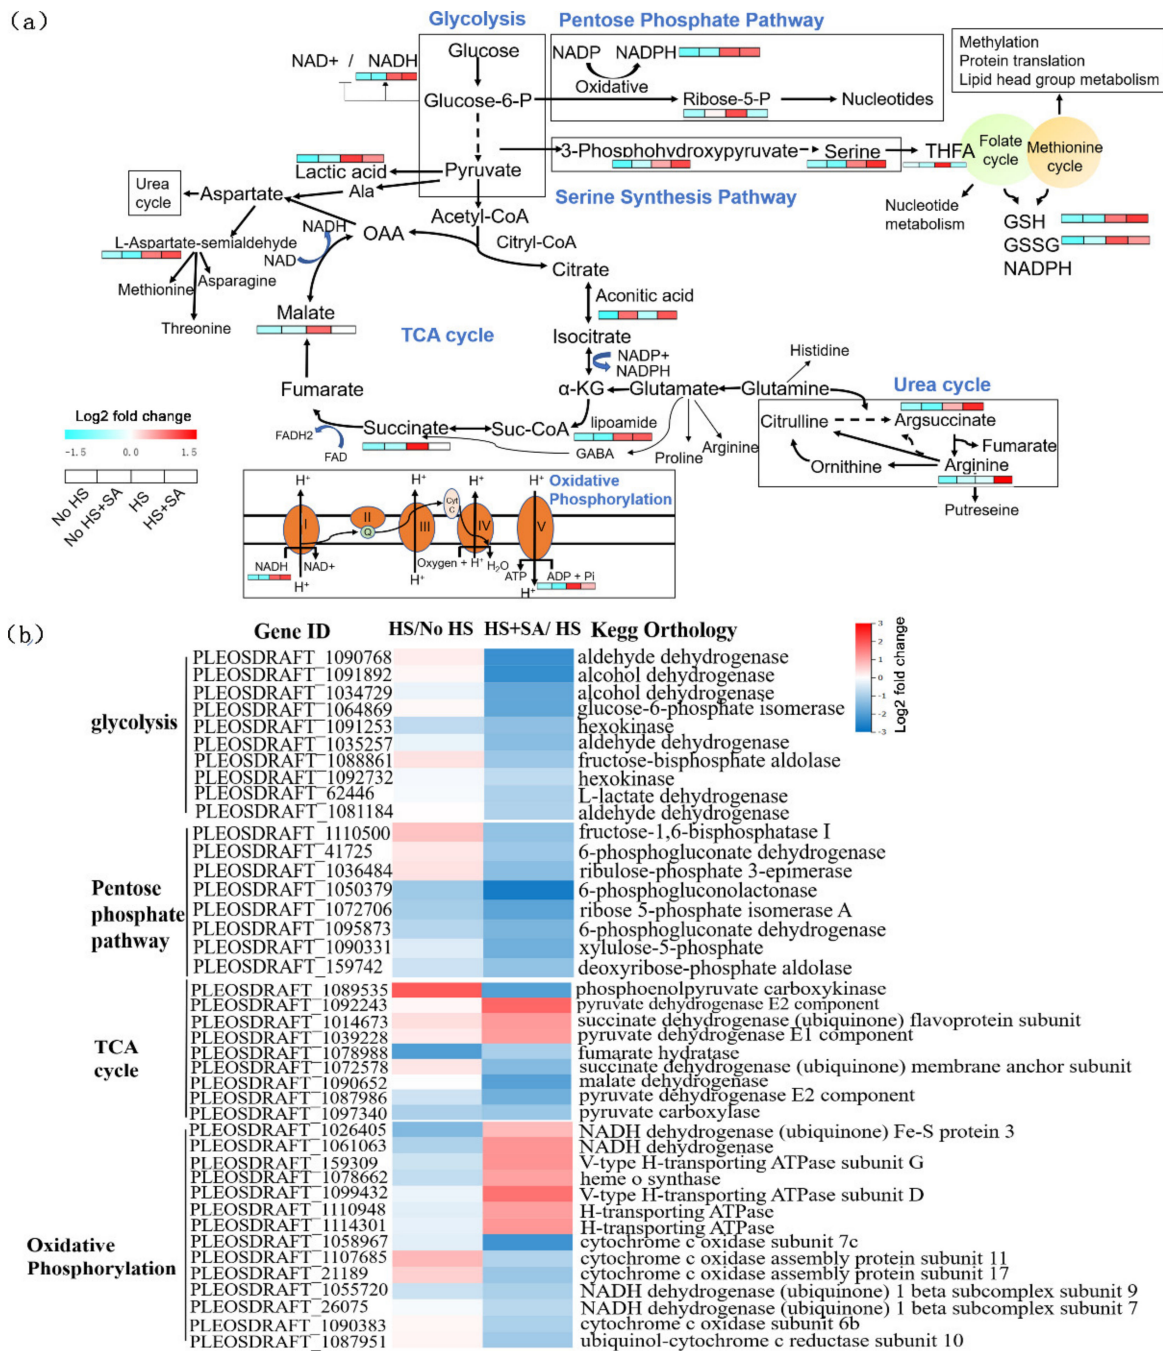 (a)
Glycolysis
Pentose Phosphate Pathway
NAD+ / NADH
Glucose
NADP NADPH
Oxidative
Methylation
Protein translation
Lipid head group metabolism
Glucose-6-P
Ribose-5-P
Nucleotides
Lactic acid
Ala
Pyruvate
3-Phosphohydroxypyruvate
Serine
THFA
Folate
cycle
Methionine
cycle
Serine Synthesis Pathway
Urea
cycle
Aspartate
Acetyl-CoA
Nucleotide
metabolism
GSH
GSSG
NADPH
L-Aspartate-semialdehyde
NADH
NAD
OAA
Citryl-CoA
Citrate
Methionine
Asparagine
Threonine
Malate
TCA cycle
Aconitic acid
Isocitrate
NADP+
NADPH
Histidine
Fumarate
α-KG
Glutamate
Glutamine
Urea cycle
Log2 fold change
-1.5 0.0 1.5
No HS
No HS+SA
HS
HS+SA
FADH2
FAD
Succinate
Suc-CoA
lipoamide
GABA
Proline
Arginine
Citrulline
Argsuccinate
Fumarate
Ornithine
Arginine
Putreseine
H+ H+ H+ H+
Oxidative
Phosphorylation
I II III IV V
Q
Cyt
C
NADH
NAD+
Oxygen + H+
H2O
ATP
ADP + Pi
H+ H+ H+
(b)
Gene ID HS/No HS HS+SA/ HS Kegg Orthology
3
2
1
0
-1
-2
-3
Log2 fold change
glycolysis
PLEOSDRAFT_1090768 aldehyde dehydrogenase
PLEOSDRAFT_1091892 alcohol dehydrogenase
PLEOSDRAFT_1034729 alcohol dehydrogenase
PLEOSDRAFT_1064869 glucose-6-phosphate isomerase
PLEOSDRAFT_1091253 hexokinase
PLEOSDRAFT_1035257 aldehyde dehydrogenase
PLEOSDRAFT_1088861 fructose-bisphosphate aldolase
PLEOSDRAFT_1092732 hexokinase
PLEOSDRAFT_62446 L-lactate dehydrogenase
PLEOSDRAFT_1081184 aldehyde dehydrogenase
Pentose
phosphate
pathway
PLEOSDRAFT_1110500 fructose-1,6-bisphosphatase I
PLEOSDRAFT_41725 6-phosphogluconate dehydrogenase
PLEOSDRAFT_1036484 ribulose-phosphate 3-epimerase
PLEOSDRAFT_1050379 6-phosphogluconolactonase
PLEOSDRAFT_1072706 ribose 5-phosphate isomerase A
PLEOSDRAFT_1095873 6-phosphogluconate dehydrogenase
PLEOSDRAFT_1090331 xylulose-5-phosphate
PLEOSDRAFT_159742 deoxyribose-phosphate aldolase
TCA
cycle
PLEOSDRAFT_1089535 phosphoenolpyruvate carboxykinase
PLEOSDRAFT_1092243 pyruvate dehydrogenase E2 component
PLEOSDRAFT_1014673 succinate dehydrogenase (ubiquinone) flavoprotein subunit
PLEOSDRAFT_1039228 pyruvate dehydrogenase E1 component
PLEOSDRAFT_1078988 fumarate hydratase
PLEOSDRAFT_1072578 succinate dehydrogenase (ubiquinone) membrane anchor subunit
PLEOSDRAFT_1090652 malate dehydrogenase
PLEOSDRAFT_1087986 pyruvate dehydrogenase E2 component
PLEOSDRAFT_1097340 pyruvate carboxylase
Oxidative
Phosphorylation
PLEOSDRAFT_1026405 NADH dehydrogenase (ubiquinone) Fe-S protein 3
PLEOSDRAFT_1061063 NADH dehydrogenase
PLEOSDRAFT_159309 V-type H-transporting ATPase subunit G
PLEOSDRAFT_1078662 heme o synthase
PLEOSDRAFT_1099432 V-type H-transporting ATPase subunit D
PLEOSDRAFT_1110948 H-transporting ATPase
PLEOSDRAFT_1114301 H-transporting ATPase
PLEOSDRAFT_1058967 cytochrome c oxidase subunit 7c
PLEOSDRAFT_1107685 cytochrome c oxidase assembly protein subunit 11
PLEOSDRAFT_21189 cytochrome c oxidase assembly protein subunit 17
PLEOSDRAFT_1055720 NADH dehydrogenase (ubiquinone) 1 beta subcomplex subunit 9
PLEOSDRAFT_26075 NADH dehydrogenase (ubiquinone) 1 beta subcomplex subunit 7
PLEOSDRAFT_1090383 cytochrome c oxidase subunit 6b
PLEOSDRAFT_1087951 ubiquinol-cytochrome c reductase subunit 10